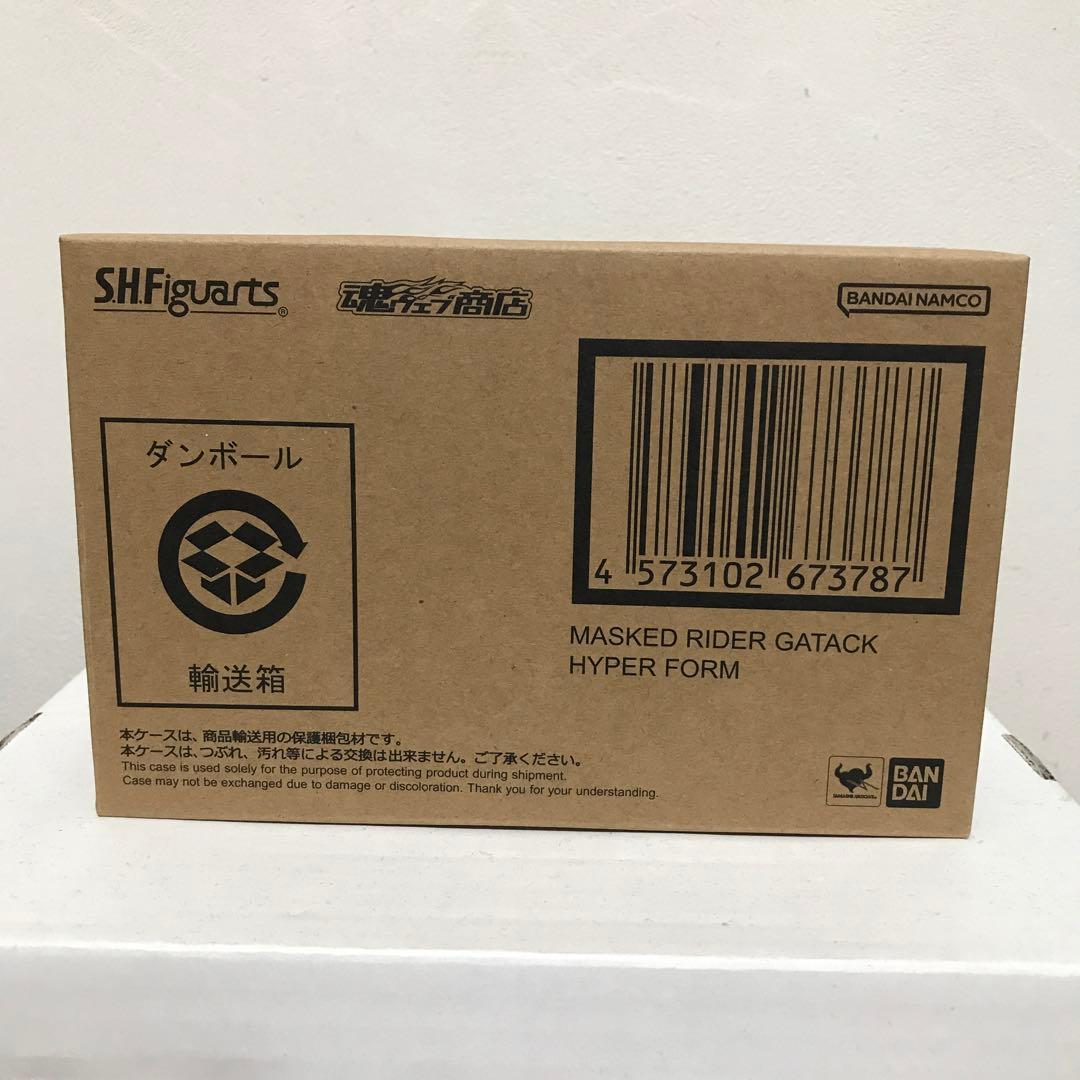 S.H.Figuarts®
魂ウェブ商店
BANDAI NAMCO
ダンボール
輸送箱
4 573102 673787
MASKED RIDER GATACK
HYPER FORM
本ケースは、商品輸送用の保護梱包材です。
本ケースは、つぶれ、汚れ等による交換は出来ません。ご了承ください。
This case is used solely for the purpose of protecting product during shipment.
Case may not be exchanged due to damage or discoloration. Thank you for your understanding.
TAMASHII NATIONS
BAN
DAI